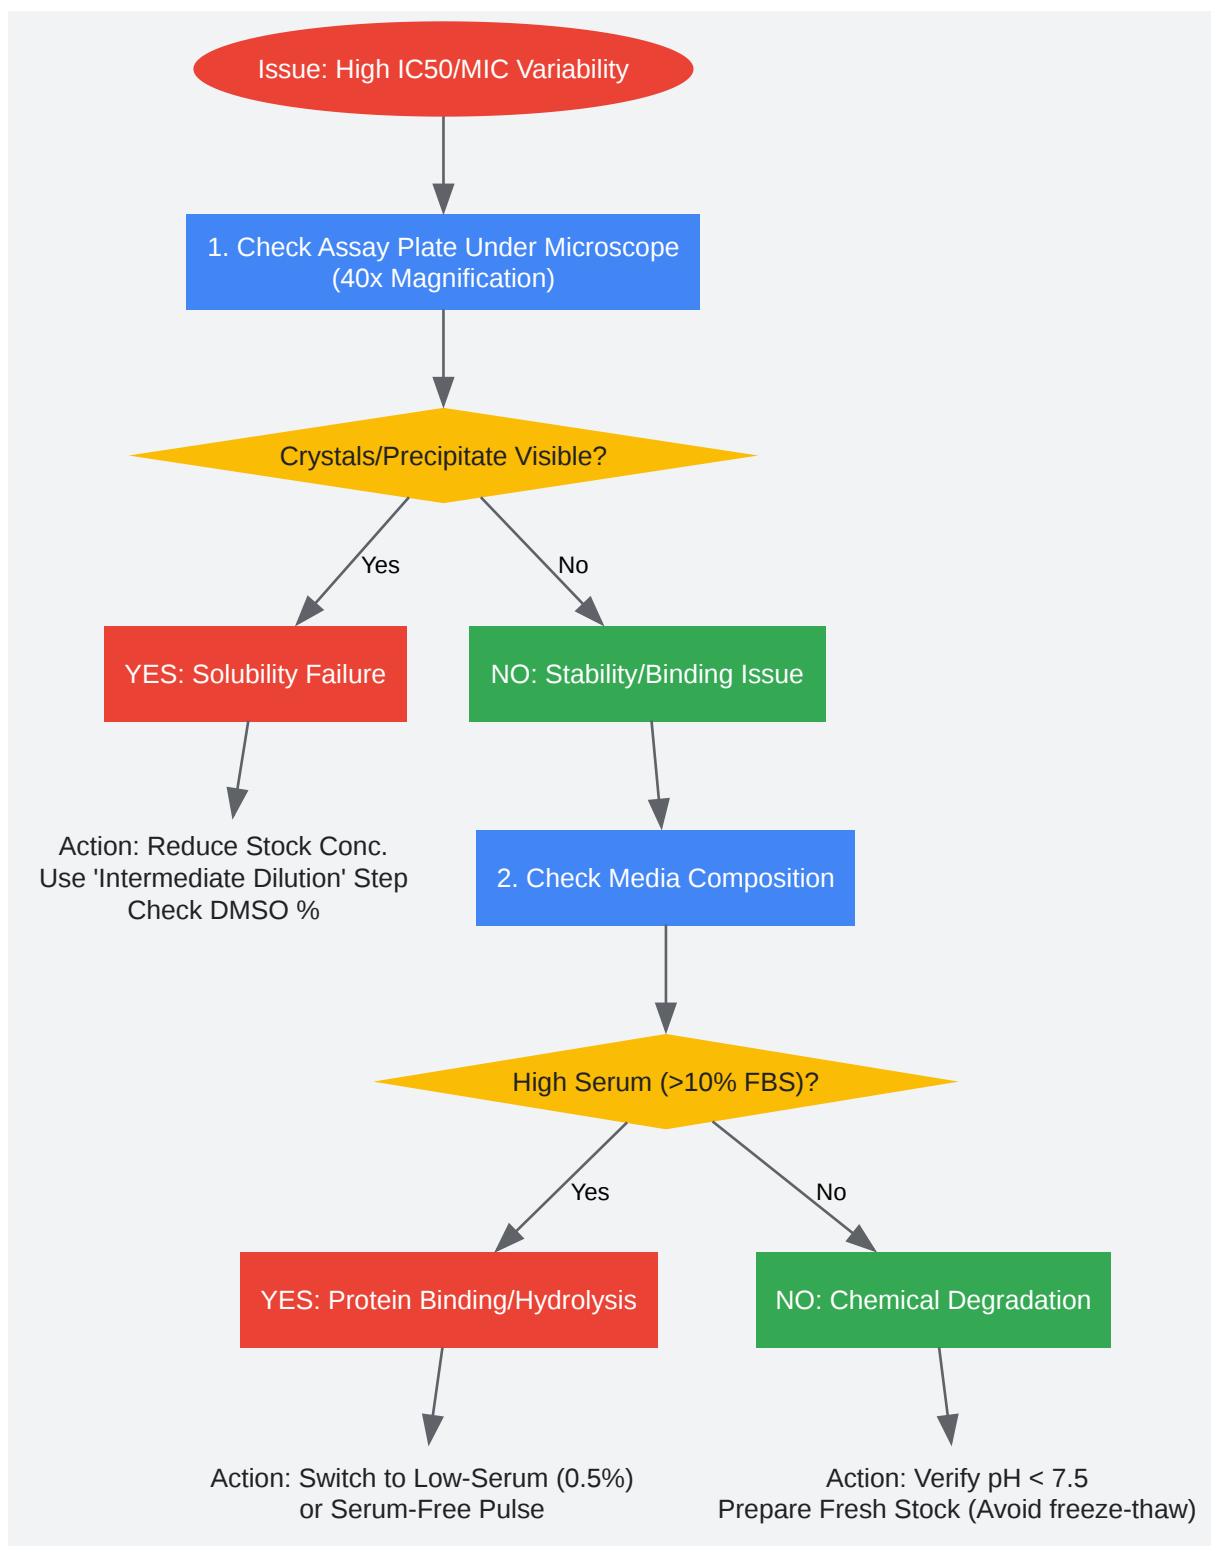 Issue: High IC50/MIC Variability
1. Check Assay Plate Under Microscope
(40x Magnification)
Crystals/Precipitate Visible?
Yes
No
YES: Solubility Failure
NO: Stability/Binding Issue
Action: Reduce Stock Conc.
Use 'Intermediate Dilution' Step
Check DMSO %
2. Check Media Composition
High Serum (>10% FBS)?
Yes
No
YES: Protein Binding/Hydrolysis
NO: Chemical Degradation
Action: Switch to Low-Serum (0.5%)
or Serum-Free Pulse
Action: Verify pH < 7.5
Prepare Fresh Stock (Avoid freeze-thaw)